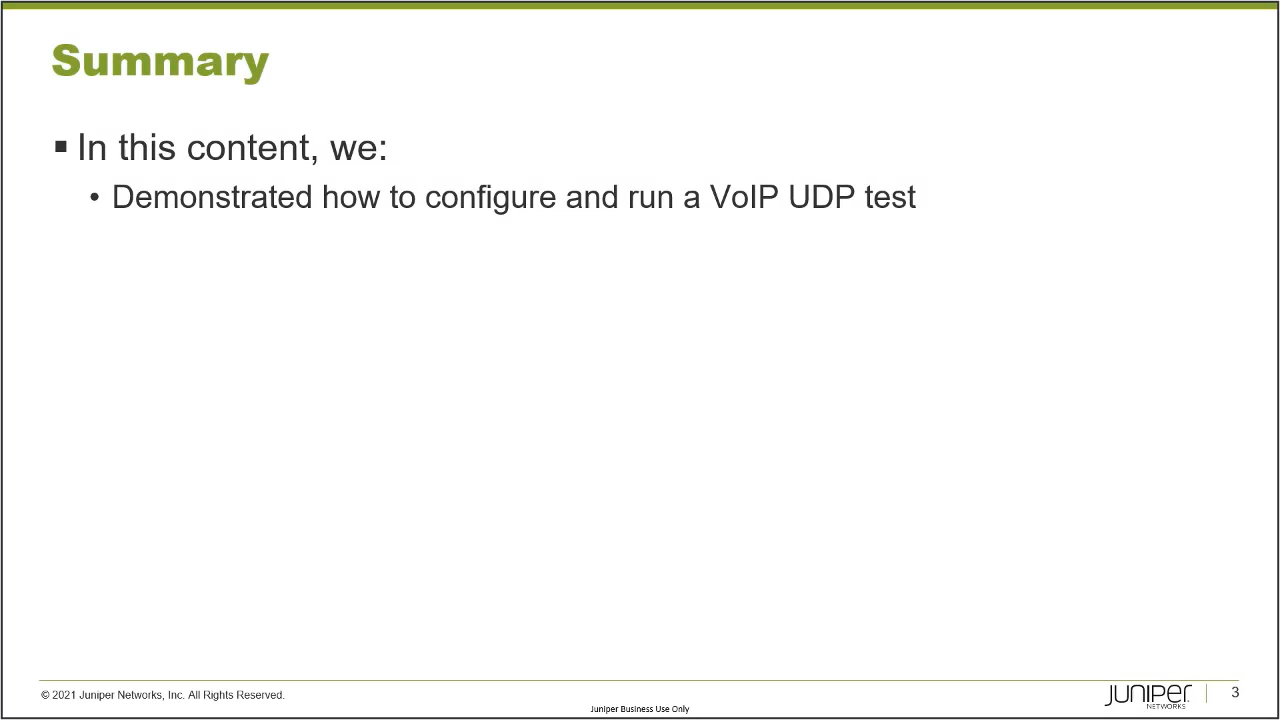 Summary
▪ In this content, we:
• Demonstrated how to configure and run a VoIP UDP test
© 2021 Juniper Networks, Inc. All Rights Reserved.
JUNIPER
NETWORKS
3
Juniper Business Use Only